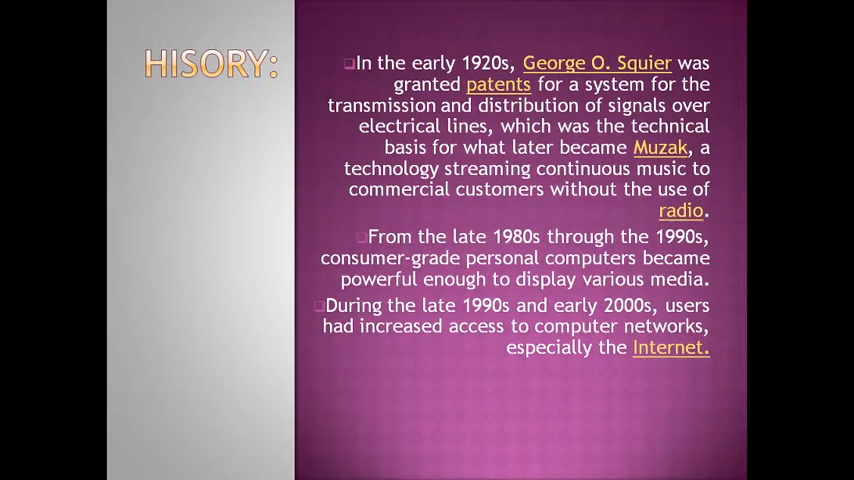 HISORY:
In the early 1920s, George O. Squier was
granted patents for a system for the
transmission and distribution of signals over
electrical lines, which was the technical
basis for what later became Muzak, a
technology streaming continuous music to
commercial customers without the use of
radio.
From the late 1980s through the 1990s,
consumer-grade personal computers became
powerful enough to display various media.
During the late 1990s and early 2000s, users
had increased access to computer networks,
especially the Internet.